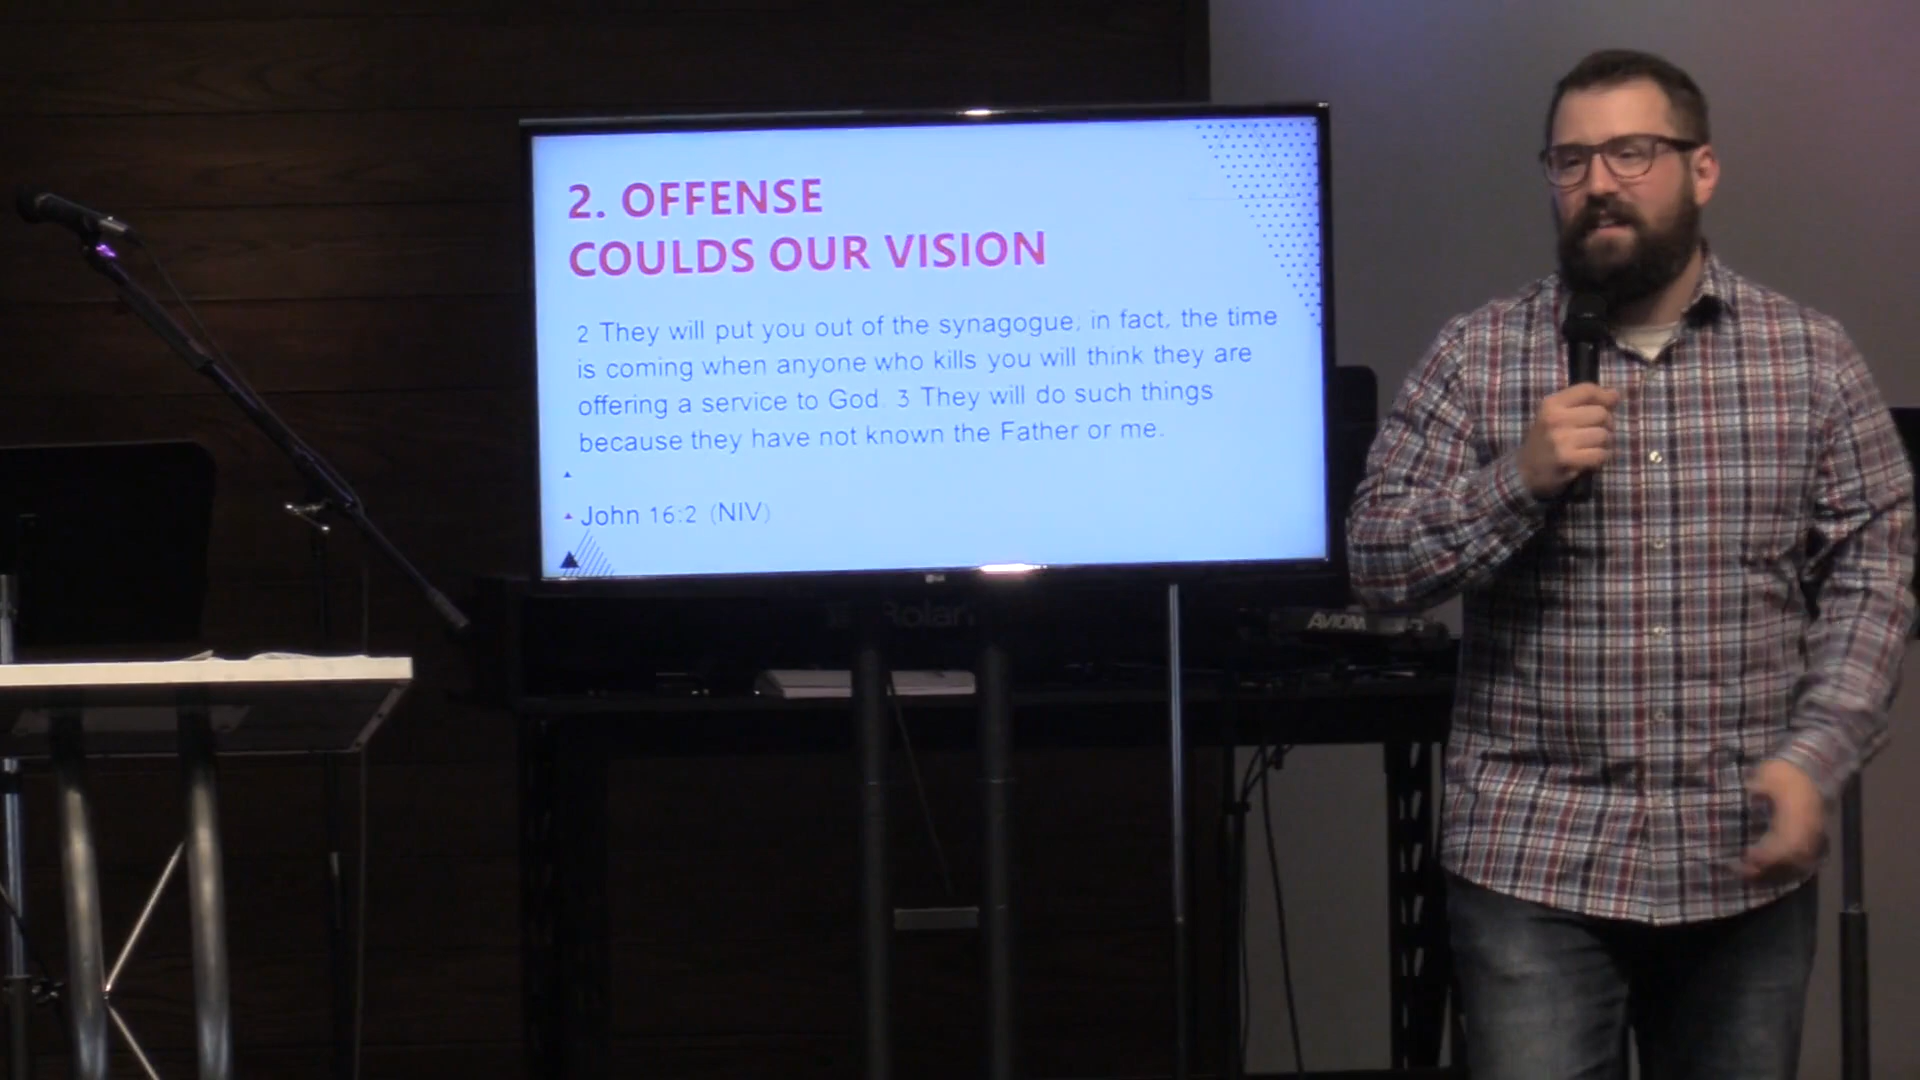 2. OFFENSE
COULDS OUR VISION
2 They will put you out of the synagogue; in fact, the time
is coming when anyone who kills you will think they are
offering a service to God. 3 They will do such things
because they have not known the Father or me.
John 16:2 (NIV)
Roland
AVIOM